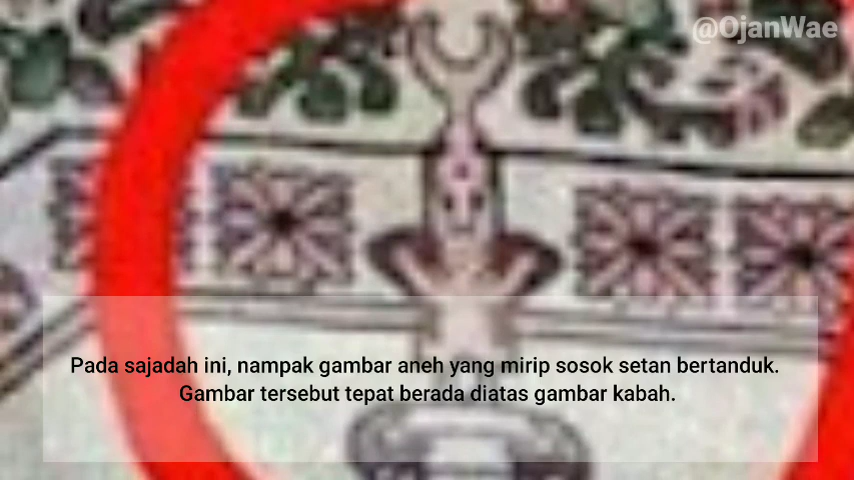 @OjanWae
Pada sajadah ini, nampak gambar aneh yang mirip sosok setan bertanduk.
Gambar tersebut tepat berada diatas gambar kabah.